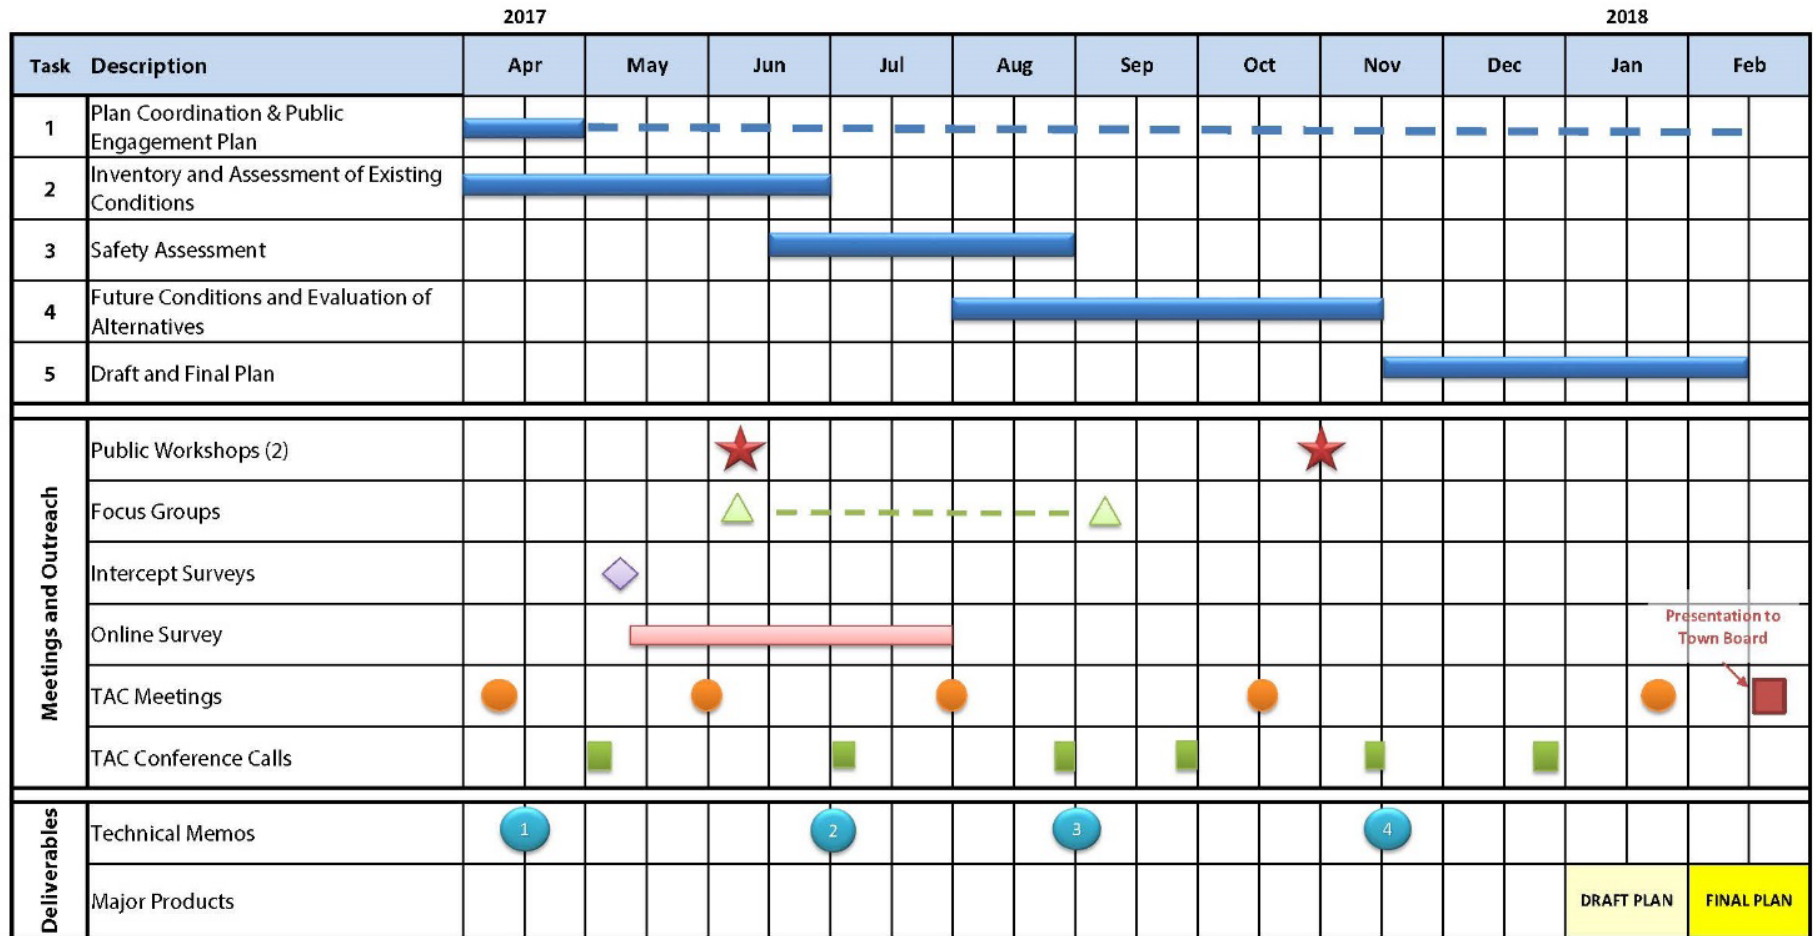 2017 2018
Task Description Apr May Jun Jul Aug Sep Oct Nov Dec Jan Feb
1 Plan Coordination & Public
Engagement Plan
2 Inventory and Assessment of Existing
Conditions
3 Safety Assessment
4 Future Conditions and Evaluation of
Alternatives
5 Draft and Final Plan
Meetings and Outreach
Public Workshops (2)
Focus Groups
Intercept Surveys
Online Survey
Presentation to
Town Board
TAC Meetings
TAC Conference Calls
Deliverables
Technical Memos 1 2 3 4
Major Products DRAFT PLAN FINAL PLAN